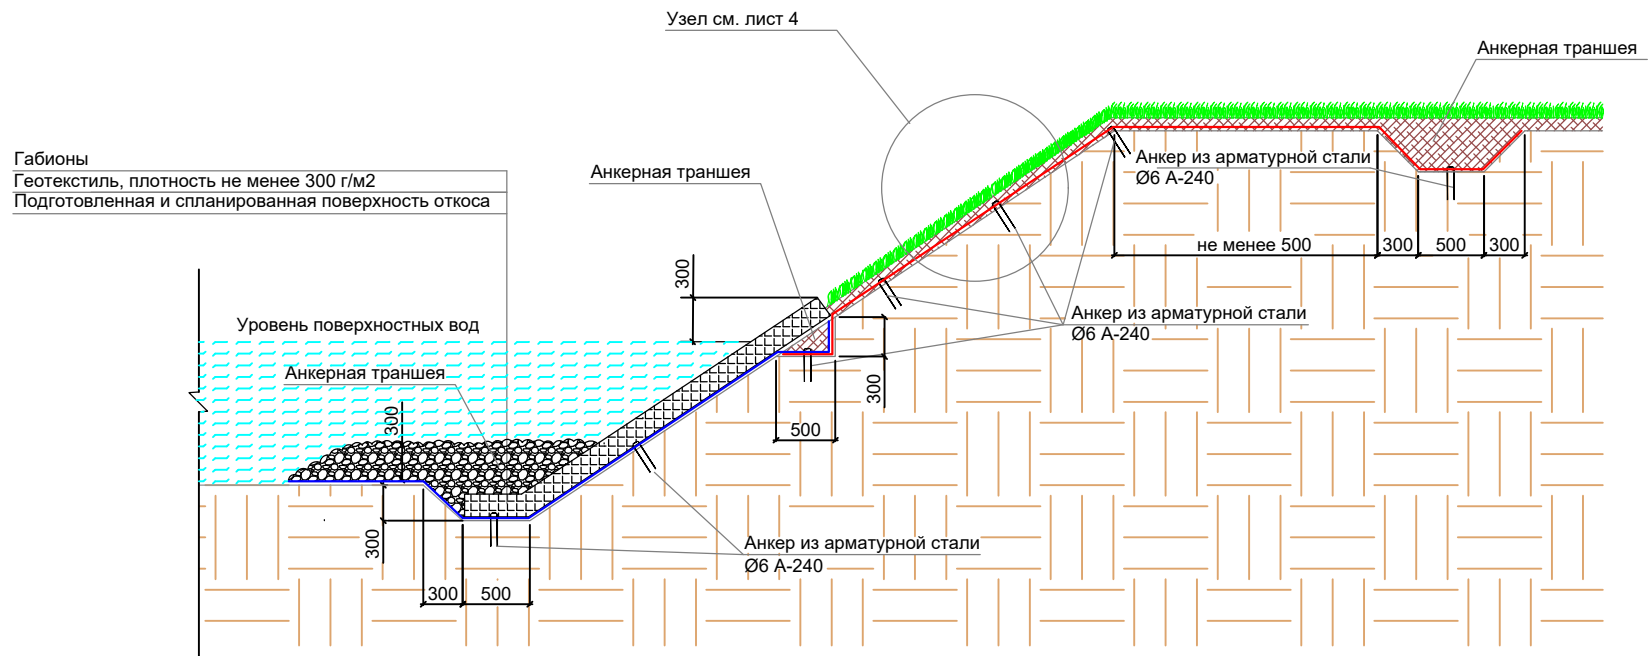 Узел см. лист 4
Анкерная траншея
Габионы
Геотекстиль, плотность не менее 300 г/м2
Подготовленная и спланированная поверхность откоса
Анкерная траншея
Анкер из арматурной стали
Ø6 А-240
не менее 500
300
500
300
300
Уровень поверхностных вод
Анкер из арматурной стали
Ø6 А-240
Анкерная траншея
300
300
500
300
Анкер из арматурной стали
Ø6 А-240
300
500